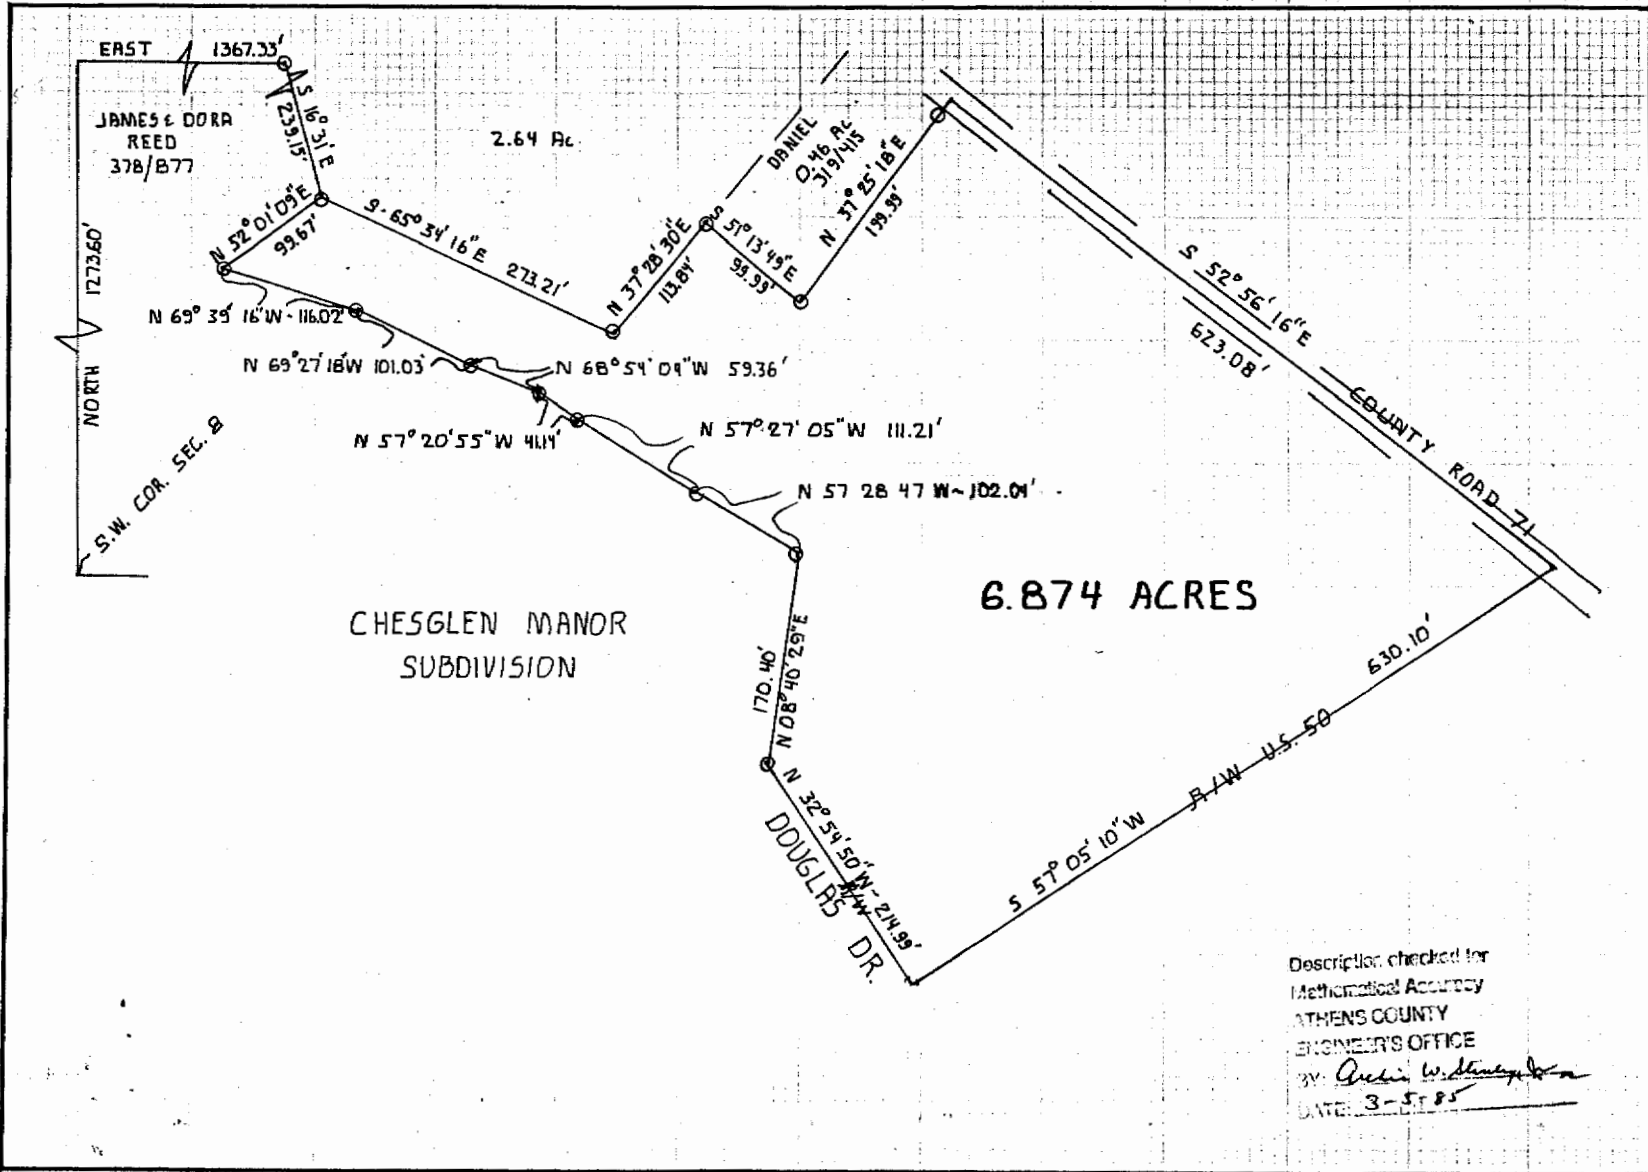 EAST 1367.33'
S 16° 31' E
239.15'
JAMES & DORA
REED
378/877
2.64 Ac
DANIEL
0.46 Ac
319/415
N 37° 25' 18" E
199.99'
N 52° 01' 09" E
99.67'
S-65° 34' 16" E 273.21'
N 37° 28' 30" E
113.84'
S 51° 13' 49" E
99.99'
NORTH 1273.60'
S 52° 56' 16" E
623.08'
N 69° 39' 16" W - 116.02'
N 69° 27' 18" W 101.03'
N 68° 54' 04" W 59.36'
COUNTY ROAD 71
N 57° 20' 55" W 41.14'
N 57° 27' 05" W 111.21'
N 57 28 47 W~102.01'
S.W. COR. SEC. 8
6.874 ACRES
CHESGLEN MANOR
SUBDIVISION
170.40'
N 08° 40' 29" E
630.10'
R/W U.S. 50
S 57° 05' 10" W
N 32° 54' 50" W ~ 214.99'
R/W
DOUGLAS DR.
Description checked for
Mathematical Accuracy
ATHENS COUNTY
ENGINEER'S OFFICE
BY:
DATE: 3-5-85